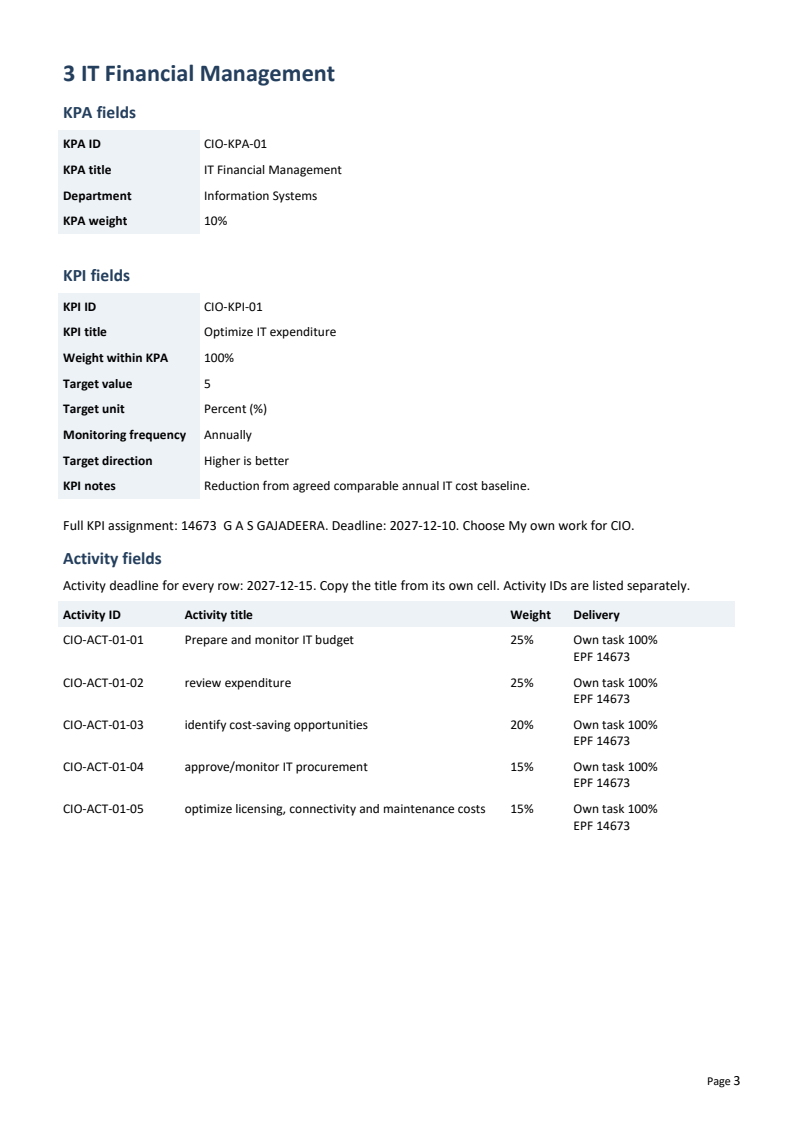 3 IT Financial Management
KPA fields
KPA ID CIO-KPA-01
KPA title IT Financial Management
Department Information Systems
KPA weight 10%
KPI fields
KPI ID CIO-KPI-01
KPI title Optimize IT expenditure
Weight within KPA 100%
Target value 5
Target unit Percent (%)
Monitoring frequency Annually
Target direction Higher is better
KPI notes Reduction from agreed comparable annual IT cost baseline.
Full KPI assignment: 14673  G A S GAJADEERA. Deadline: 2027-12-10. Choose My own work for CIO.
Activity fields
Activity deadline for every row: 2027-12-15. Copy the title from its own cell. Activity IDs are listed separately.
Activity ID Activity title Weight Delivery
CIO-ACT-01-01 Prepare and monitor IT budget 25% Own task 100%
EPF 14673
CIO-ACT-01-02 review expenditure 25% Own task 100%
EPF 14673
CIO-ACT-01-03 identify cost-saving opportunities 20% Own task 100%
EPF 14673
CIO-ACT-01-04 approve/monitor IT procurement 15% Own task 100%
EPF 14673
CIO-ACT-01-05 optimize licensing, connectivity and maintenance costs 15% Own task 100%
EPF 14673
Page 3